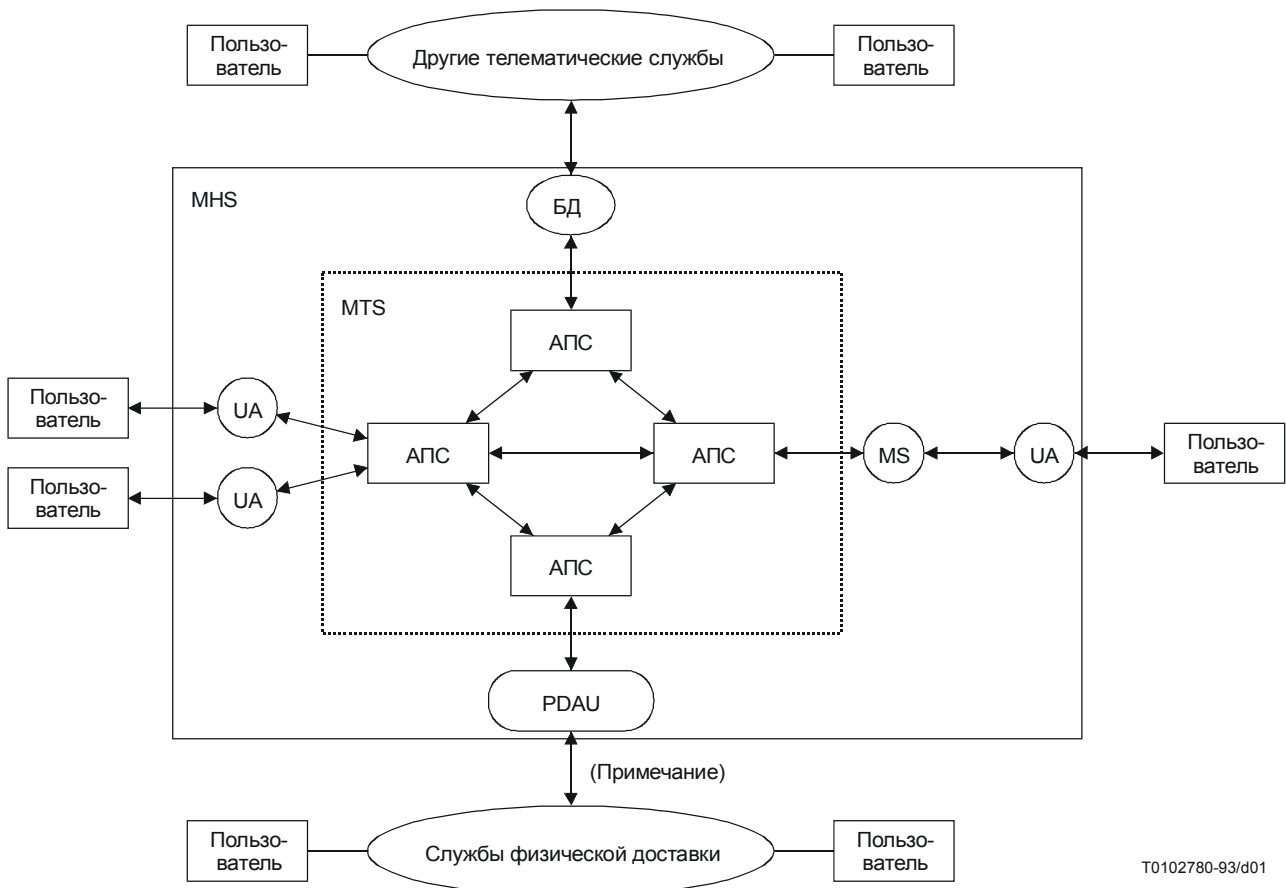 Пользо-
ватель
Другие телематические службы
Пользо-
ватель
MHS
БД
MTS
АПС
Пользо-
ватель
UA
АПС
АПС
MS
UA
Пользо-
ватель
Пользо-
ватель
UA
АПС
PDAU
(Примечание)
Пользо-
ватель
Службы физической доставки
Пользо-
ватель
T0102780-93/d01